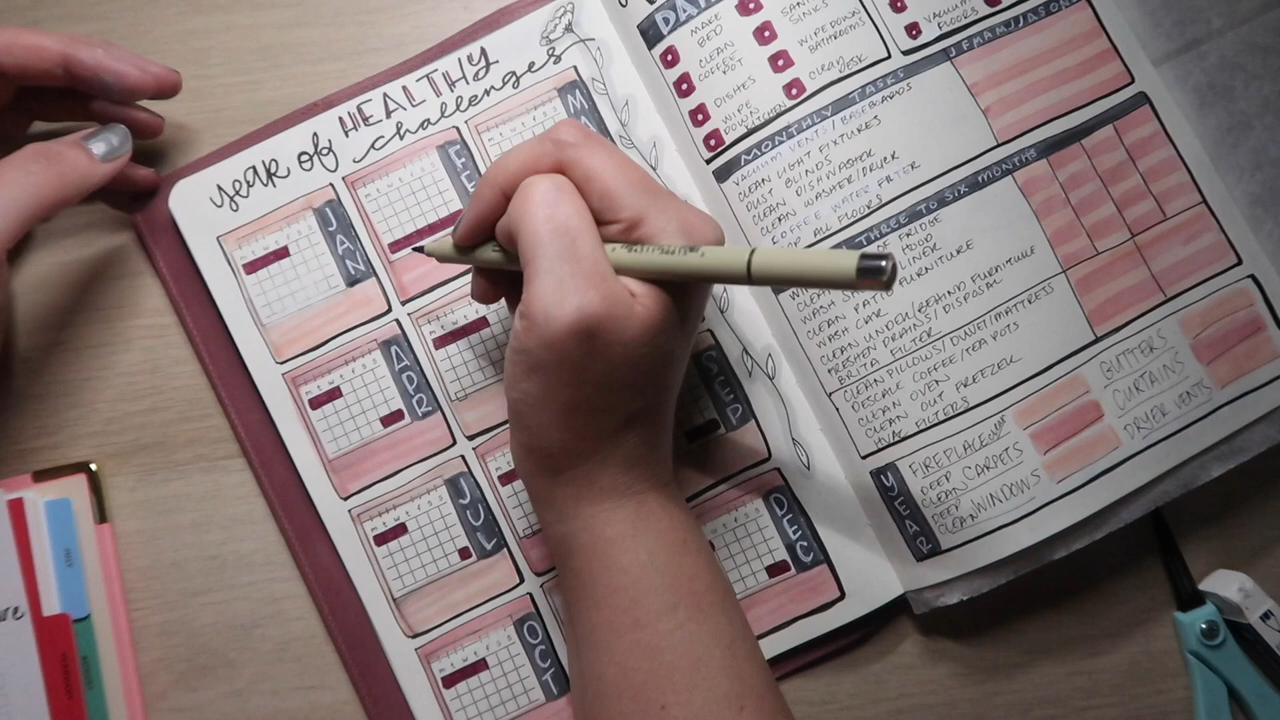 YEAR of HEALTHY
challenges
JAN
m t w t f s s
FE
APR
m t w t f s s
SEP
JUL
m t w t f s s
DEC
OCT
m t w t f s s
MAKE
BED
CLEAN
COFFEE
POT
DISHES
WIPE
DOWN
KITCHEN
SINKS
WIPE DOWN
BATHROOMS
CLEAN
DESK
VACUUM
FLOORS
MONTHLY TASKS
J F M A M J J A S O N
VACUUM VENTS/BASEBOARDS
CLEAN LIGHT FIXTURES
DUST BLINDS
CLEAN DISHWASHER
CLEAN WASHER/DRYER
COFFEE WATER FILTER
ALL FLOORS
THREE TO SIX MONTHS
OF FRIDGE
HOOD
LINER
CLEAN PATIO FURNITURE
WASH CAR
CLEAN UNDER/BEHIND FURNITURE
FRESHEN DRAINS/DISPOSAL
BRITA FILTER
CLEAN PILLOWS/DUVET/MATTRESS
DESCALE COFFEE/TEA POTS
CLEAN OVEN
CLEAN OUT FREEZER
HVAC FILTERS
YEAR
FIREPLACE
DEEP
CLEAN CARPETS
DEEP
CLEAN WINDOWS
GUTTERS
CURTAINS
DRYER VENTS